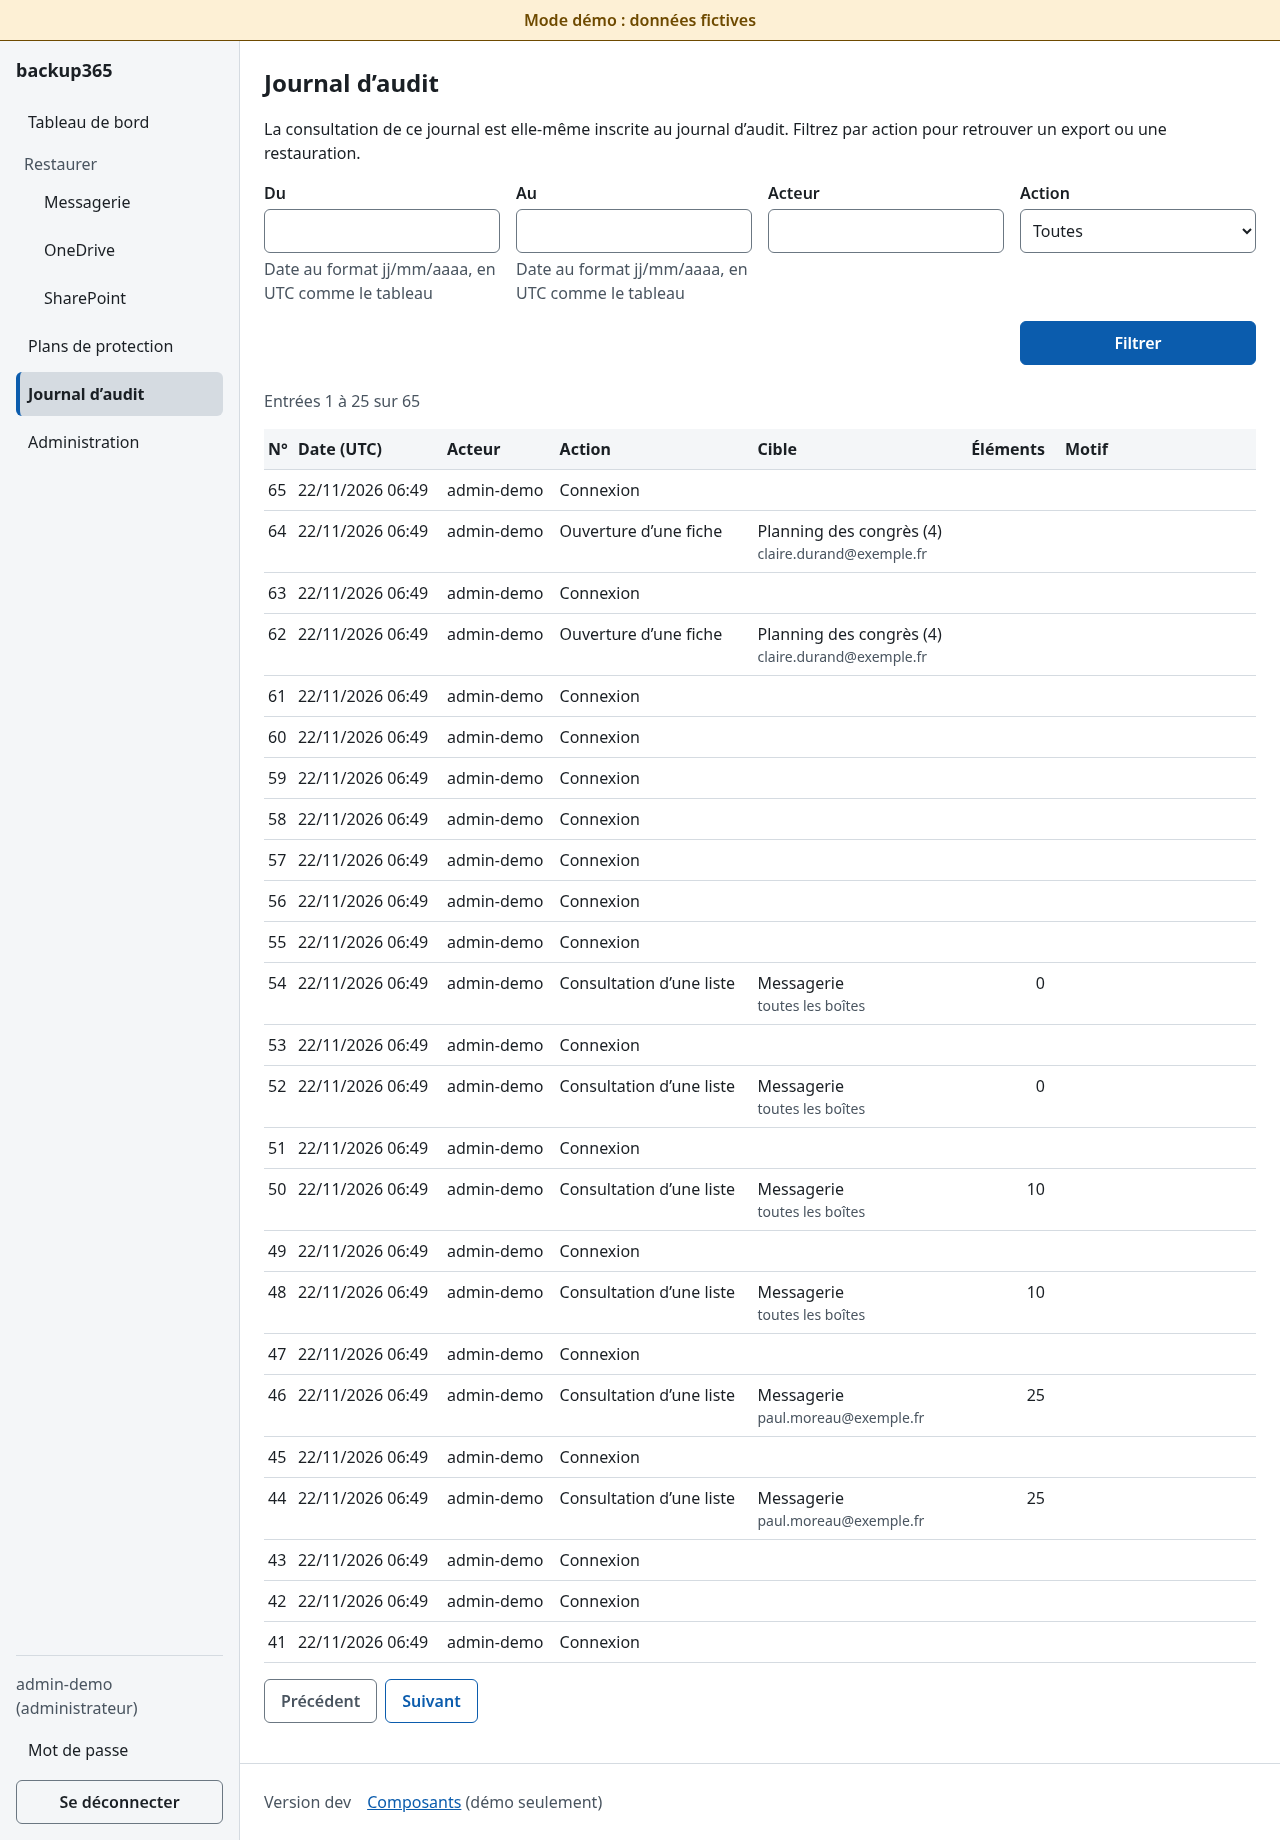 Mode démo : données fictives
backup365
Tableau de bord
Restaurer
Messagerie
OneDrive
SharePoint
Plans de protection
Journal d’audit
Administration
admin-demo
(administrateur)
Mot de passe
Se déconnecter
Journal d’audit
La consultation de ce journal est elle-même inscrite au journal d’audit. Filtrez par action pour retrouver un export ou une
restauration.
Du Au Acteur Action
Toutes
Date au format jj/mm/aaaa, en Date au format jj/mm/aaaa, en
UTC comme le tableau UTC comme le tableau
Filtrer
Entrées 1 à 25 sur 65
N° Date (UTC) Acteur Action Cible Éléments Motif
65 22/11/2026 06:49 admin-demo Connexion
64 22/11/2026 06:49 admin-demo Ouverture d’une fiche Planning des congrès (4)
claire.durand@exemple.fr
63 22/11/2026 06:49 admin-demo Connexion
62 22/11/2026 06:49 admin-demo Ouverture d’une fiche Planning des congrès (4)
claire.durand@exemple.fr
61 22/11/2026 06:49 admin-demo Connexion
60 22/11/2026 06:49 admin-demo Connexion
59 22/11/2026 06:49 admin-demo Connexion
58 22/11/2026 06:49 admin-demo Connexion
57 22/11/2026 06:49 admin-demo Connexion
56 22/11/2026 06:49 admin-demo Connexion
55 22/11/2026 06:49 admin-demo Connexion
54 22/11/2026 06:49 admin-demo Consultation d’une liste Messagerie 0
toutes les boîtes
53 22/11/2026 06:49 admin-demo Connexion
52 22/11/2026 06:49 admin-demo Consultation d’une liste Messagerie 0
toutes les boîtes
51 22/11/2026 06:49 admin-demo Connexion
50 22/11/2026 06:49 admin-demo Consultation d’une liste Messagerie 10
toutes les boîtes
49 22/11/2026 06:49 admin-demo Connexion
48 22/11/2026 06:49 admin-demo Consultation d’une liste Messagerie 10
toutes les boîtes
47 22/11/2026 06:49 admin-demo Connexion
46 22/11/2026 06:49 admin-demo Consultation d’une liste Messagerie 25
paul.moreau@exemple.fr
45 22/11/2026 06:49 admin-demo Connexion
44 22/11/2026 06:49 admin-demo Consultation d’une liste Messagerie 25
paul.moreau@exemple.fr
43 22/11/2026 06:49 admin-demo Connexion
42 22/11/2026 06:49 admin-demo Connexion
41 22/11/2026 06:49 admin-demo Connexion
Précédent Suivant
Version dev Composants (démo seulement)